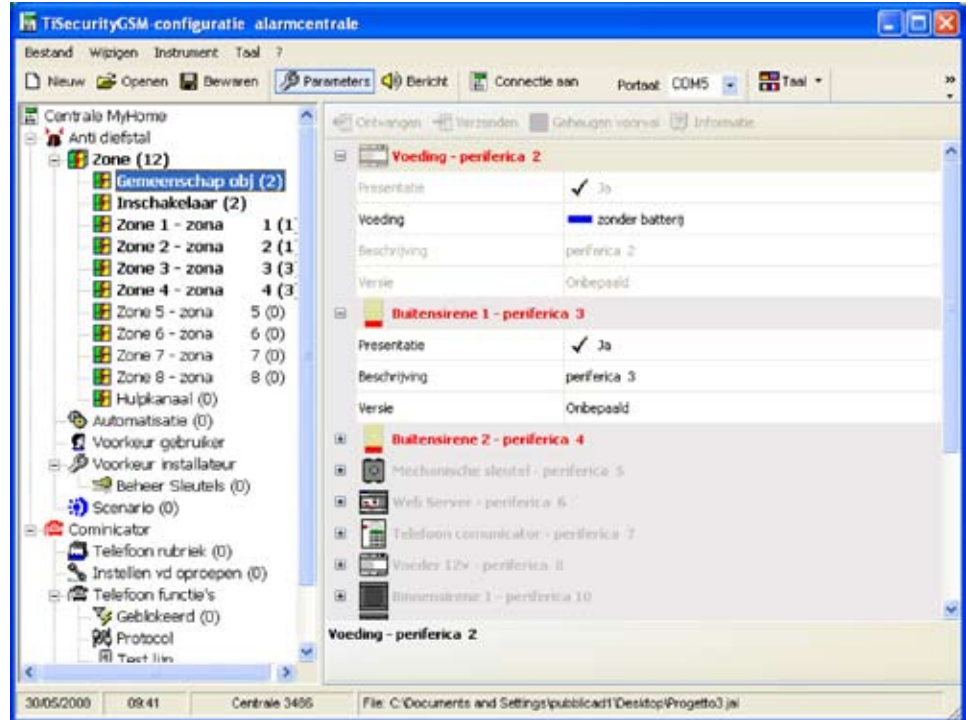 TiSecurityGSM-configuratie alarmcentrale
Bestand Wijzigen Instrument Taal ?
Nieuw Openen Bewaren Parameters Bericht Connectie aan Portaal: COM5 Taal
Centrale MyHome
Anti diefstal
Zone (12)
Gemeenschap obj (2)
Inschakelaar (2)
Zone 1 - zona 1 (1
Zone 2 - zona 2 (1
Zone 3 - zona 3 (3
Zone 4 - zona 4 (3
Zone 5 - zona 5 (0)
Zone 6 - zona 6 (0)
Zone 7 - zona 7 (0)
Zone 8 - zona 8 (0)
Hulpkanaal (0)
Automatisatie (0)
Voorkeur gebruiker
Voorkeur installateur
Beheer Sleutels (0)
Scenario (0)
Cominicator
Telefoon rubriek (0)
Instellen vd oproepen (0)
Telefoon functie's
Geblokeerd (0)
Protocol
Test lijn
Ontvangen Verzonden Geheugen voorval Informatie
Voeding - periferica 2
Presentatie Ja
Voeding zonder batterij
Beschrijving periferica 2
Versie Onbepaald
Buitensirene 1 - periferica 3
Presentatie Ja
Beschrijving periferica 3
Versie Onbepaald
Buitensirene 2 - periferica 4
Mechanische sleutel - periferica 5
Web Server - periferica 6
Telefoon comunicator - periferica 7
Voeder 12v - periferica 8
Binnensirene 1 - periferica 10
Voeding - periferica 2
30/05/2008 09:41 Centrale 3486 File: C:\Documents and Settings\pubblicad1\Desktop\Progetto3.jai